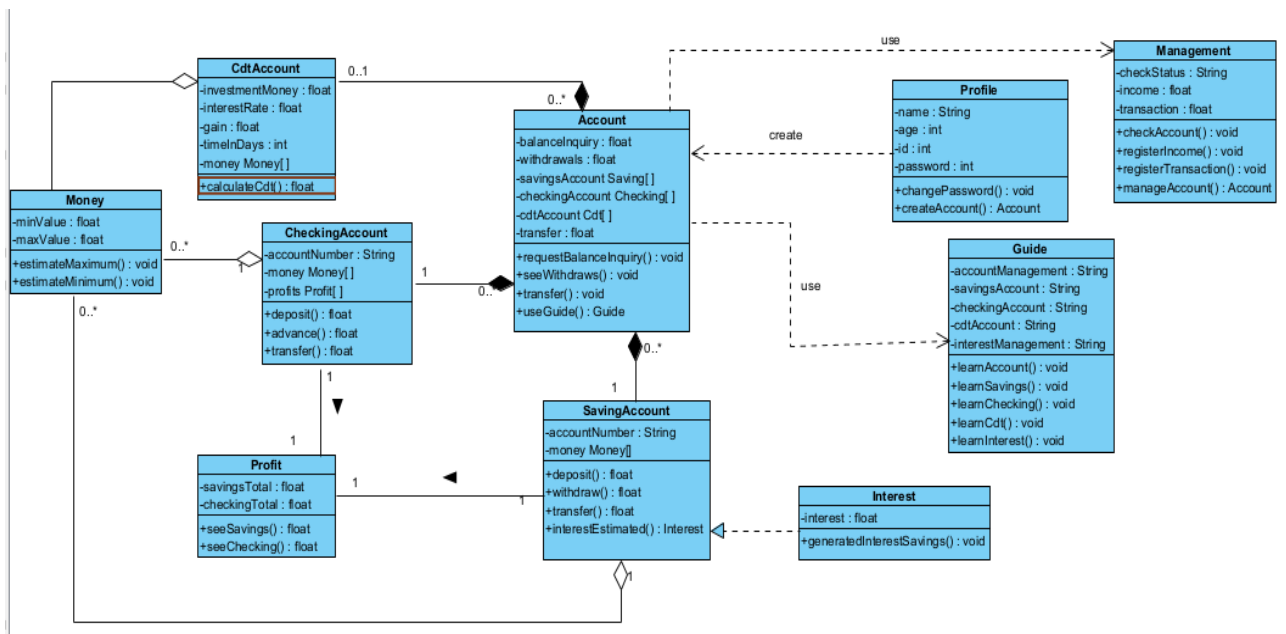 use
Management
-checkStatus : String
-income : float
-transaction : float
+checkAccount() : void
+registerIncome() : void
+registerTransaction() : void
+manageAccount() : Account
CdtAccount
-investmentMoney : float
-interestRate : float
-gain : float
-timeInDays : int
-money Money[ ]
+calculateCdt() : float
0..1
0..*
Profile
-name : String
-age : int
-id : int
-password : int
+changePassword() : void
+createAccount() : Account
create
Account
-balanceInquiry : float
-withdrawals : float
-savingsAccount Saving[ ]
-checkingAccount Checking[ ]
-cdtAccount Cdt[ ]
-transfer : float
+requestBalanceInquiry() : void
+seeWithdraws() : void
+transfer() : void
+useGuide() : Guide
Money
-minValue : float
-maxValue : float
+estimateMaximum() : void
+estimateMinimum() : void
0..*
1
0..*
CheckingAccount
-accountNumber : String
-money Money[ ]
-profits Profit[ ]
+deposit() : float
+advance() : float
+transfer() : float
1
0..*
use
Guide
-accountManagement : String
-savingsAccount : String
-checkingAccount : String
-cdtAccount : String
-interestManagement : String
+learnAccount() : void
+learnSavings() : void
+learnChecking() : void
+learnCdt() : void
+learnInterest() : void
0..*
1
1
1
SavingAccount
-accountNumber : String
-money Money[]
+deposit() : float
+withdraw() : float
+transfer() : float
+interestEstimated() : Interest
Profit
-savingsTotal : float
-checkingTotal : float
+seeSavings() : float
+seeChecking() : float
1
1
Interest
-interest : float
+generatedInterestSavings() : void
1